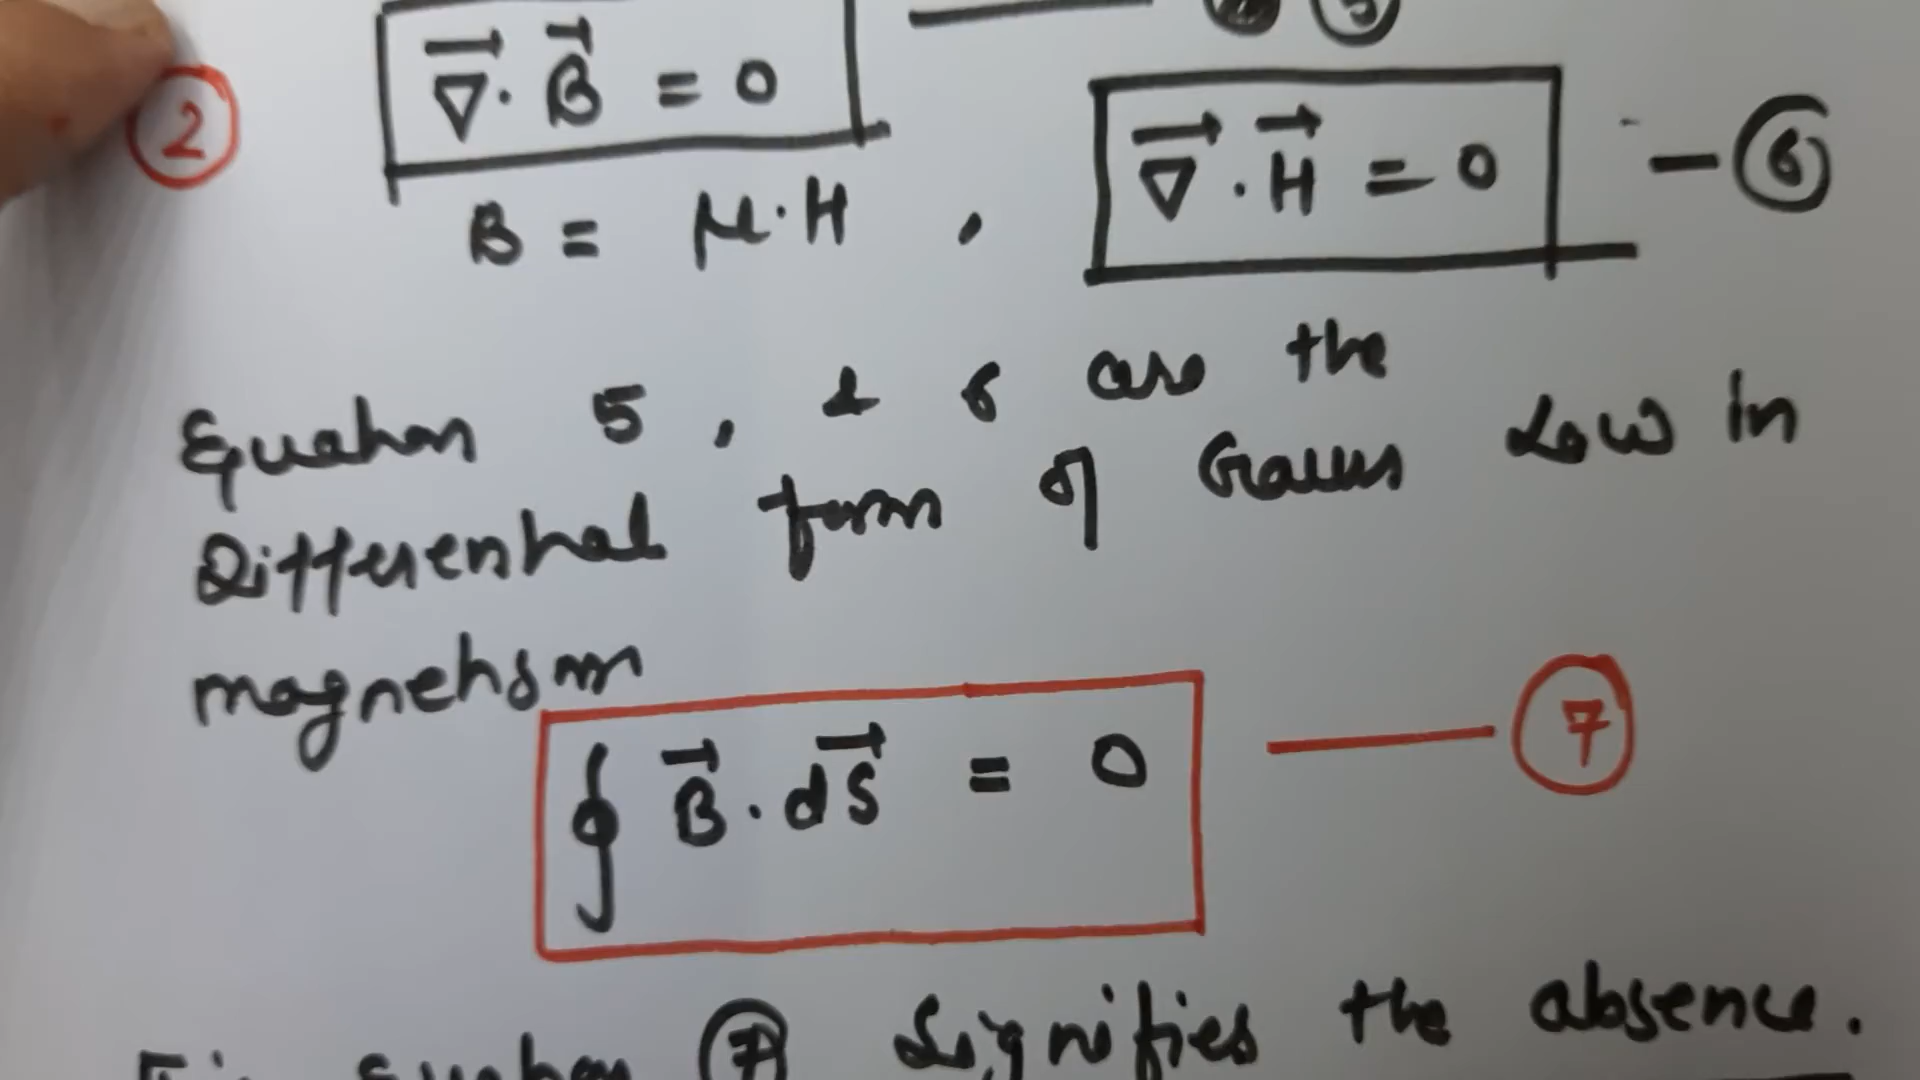 ② ∇⃗ · B⃗ = 0 — ⑤
B = μ·H , ∇⃗ · H⃗ = 0 — ⑥
Equation 5, & 6 are the
Differential form of Gauss Law in
magnetism
∮ B⃗ · dS⃗ = 0 — ⑦
Equation ⑦ Signifies the absence.